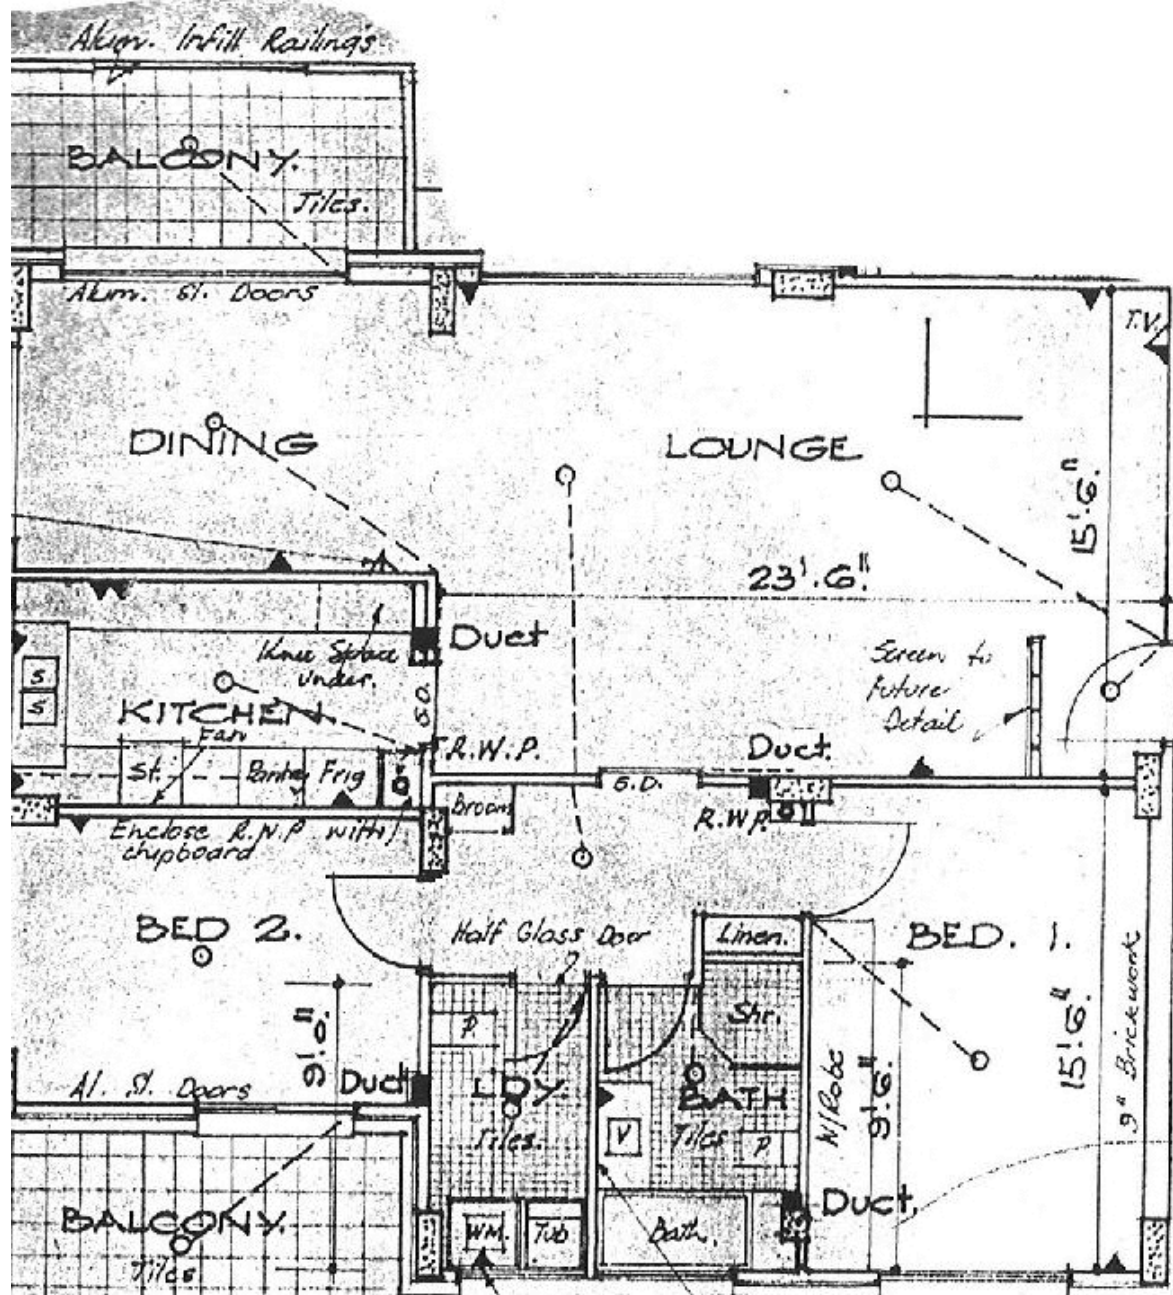 Alum. Infill Railings
BALCONY.
Tiles.
Alum. Sl. Doors
T.V.
DINING
LOUNGE
15'.6"
23'.6"
Duct
Knee Space
under.
Screen to
Future
Detail
S
S
KITCHEN
S.D.
Fan
R.W.P.
Duct.
St.
Pantry
Frig
S.D.
Broom
R.W.P.
Enclose R.W.P with
chipboard
BED 2.
Half Glass Door
Linen.
BED. 1.
9" Brickwork
P
Shr.
9'.0"
15'.6"
Al. Sl. Doors
Duct
LDY.
BATH
W/Robe
9'.6"
Tiles.
V
Tiles
P
Duct.
BALCONY.
Tiles
WM.
Tub
Bath.